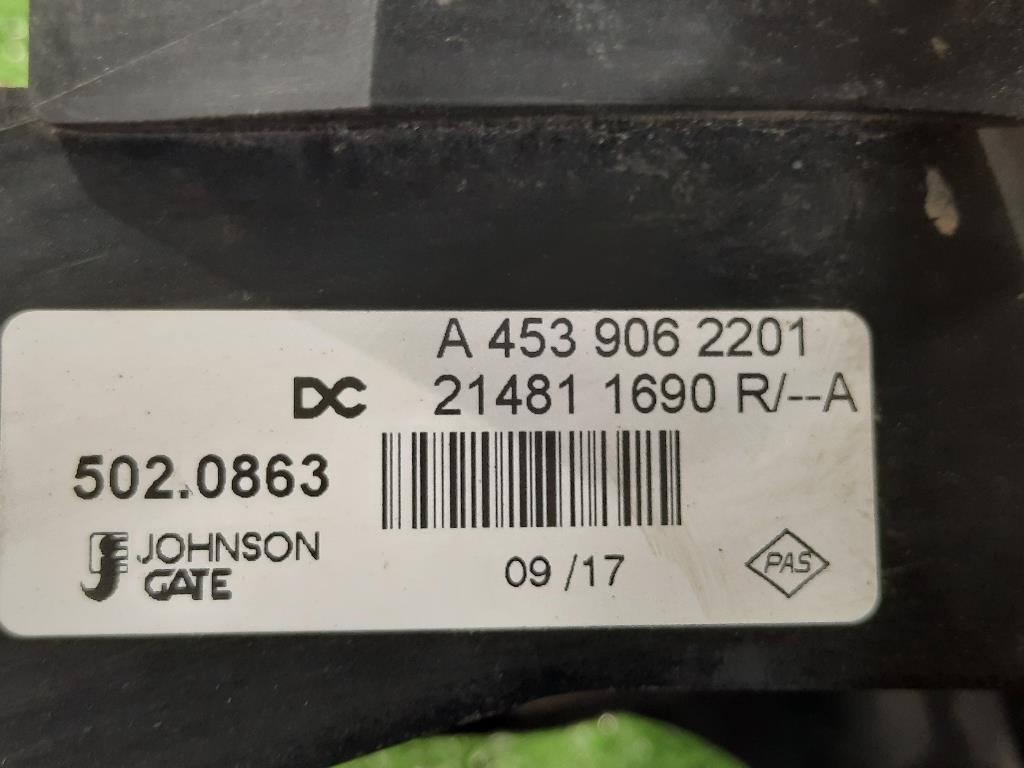 A 453 906 2201
DC 21481 1690 R/--A
502.0863
JOHNSON
GATE
09 /17
PAS